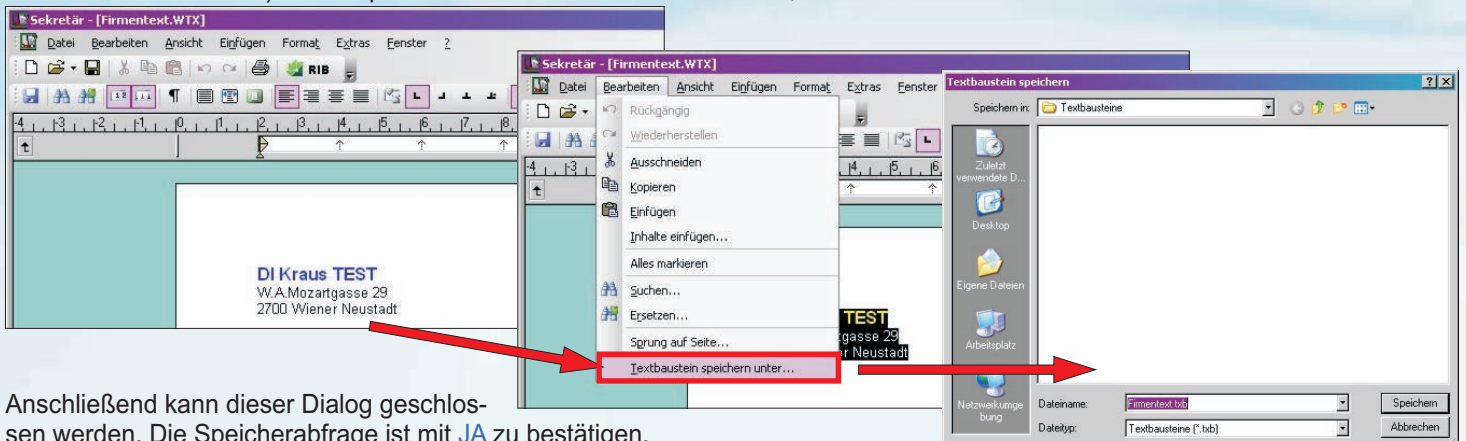 Sekretär - [Firmentext.WTX]
Datei Bearbeiten Ansicht Einfügen Format Extras Fenster ?
RIB
DI Kraus TEST
W.A.Mozartgasse 29
2700 Wiener Neustadt
Sekretär - [Firmentext.WTX]
Datei Bearbeiten Ansicht Einfügen Format Extras Fenster
Rückgängig
Wiederherstellen
Ausschneiden
Kopieren
Einfügen
Inhalte einfügen...
Alles markieren
Suchen...
Ersetzen...
Sprung auf Seite...
Textbaustein speichern unter...
TEST
gasse 29
r Neustadt
Textbaustein speichern
Speichern in: Textbausteine
Zuletzt
verwendete D...
Desktop
Eigene Dateien
Arbeitsplatz
Netzwerkumge
bung
Dateiname: Firmentext.txb Speichern
Dateityp: Textbausteine (*.txb) Abbrechen
Anschließend kann dieser Dialog geschlos-
sen werden. Die Speicherabfrage ist mit JA zu bestätigen.